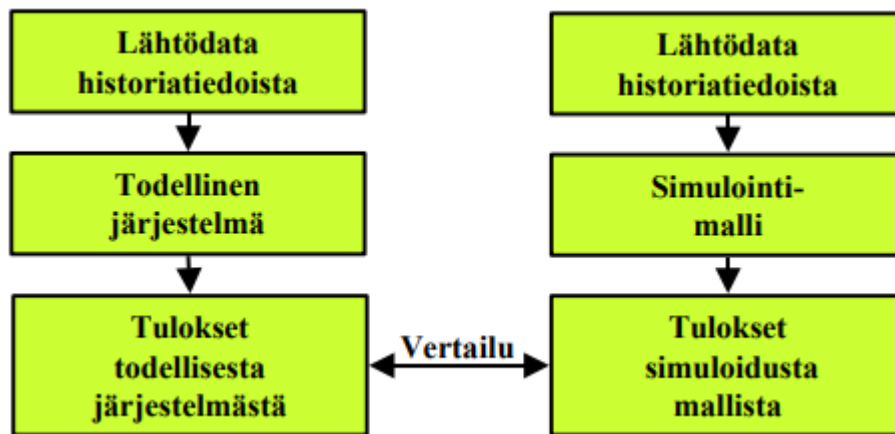 Lähtödata
historiatiedoista
Lähtödata
historiatiedoista
Todellinen
järjestelmä
Simulointi-
malli
Tulokset
todellisesta
järjestelmästä
Vertailu
Tulokset
simuloidusta
mallista